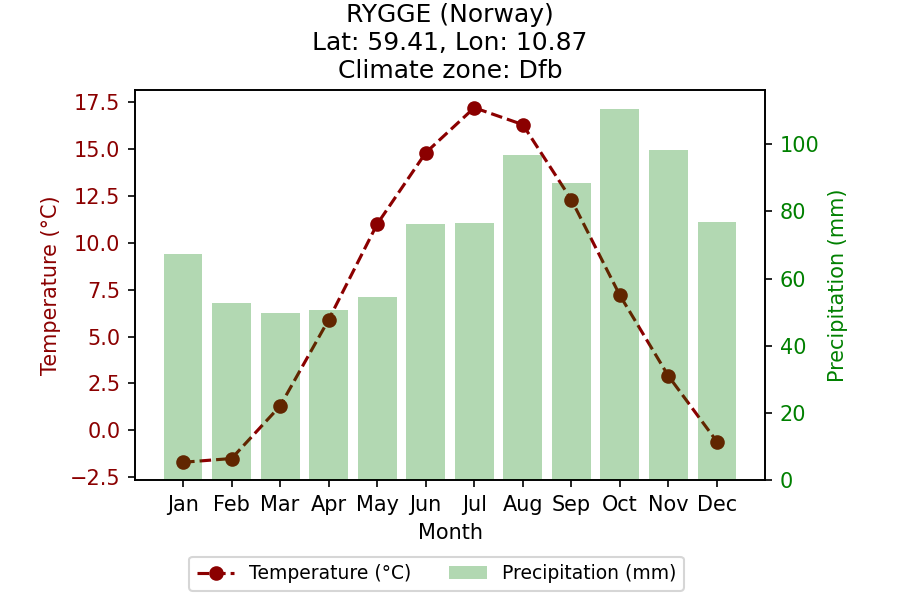 RYGGE (Norway)
Lat: 59.41, Lon: 10.87
Climate zone: Dfb
17.5
15.0
12.5
10.0
7.5
5.0
2.5
0.0
−2.5
Temperature (°C)
100
80
60
40
20
0
Precipitation (mm)
Jan Feb Mar Apr May Jun Jul Aug Sep Oct Nov Dec
Month
Temperature (°C) Precipitation (mm)